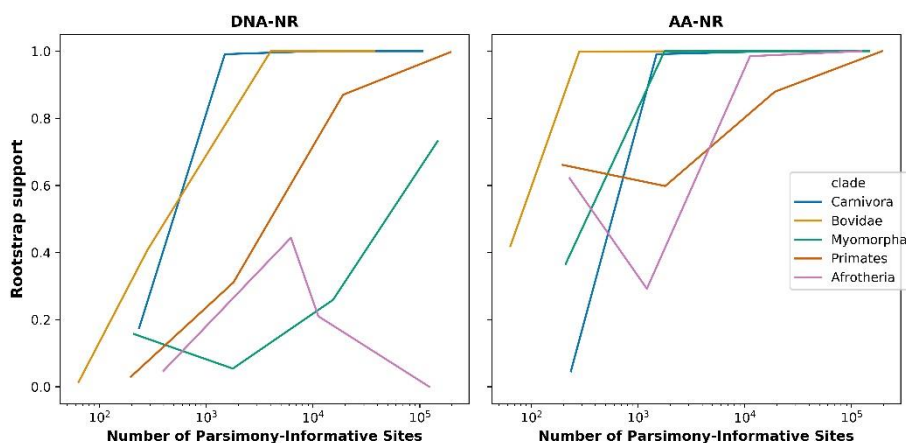 DNA-NR
AA-NR
Rootstrap support
1.0
0.8
0.6
0.4
0.2
0.0
10²
10³
10⁴
10⁵
Number of Parsimony-Informative Sites
10²
10³
10⁴
10⁵
Number of Parsimony-Informative Sites
clade
Carnivora
Bovidae
Myomorpha
Primates
Afrotheria